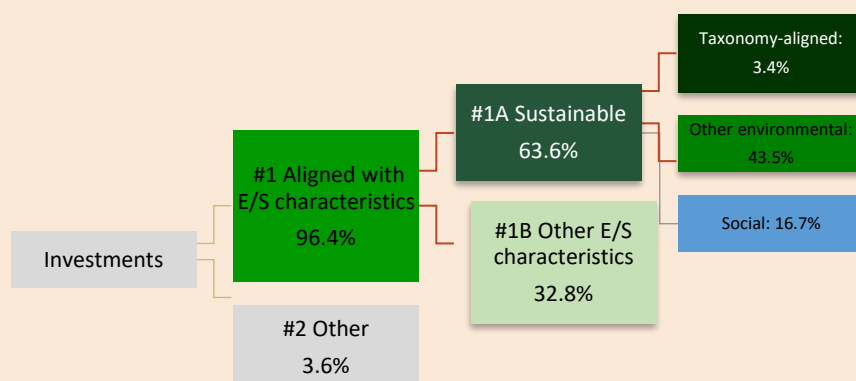 Investments
#1 Aligned with
E/S characteristics
96.4%
#2 Other
3.6%
#1A Sustainable
63.6%
#1B Other E/S
characteristics
32.8%
Taxonomy-aligned:
3.4%
Other environmental:
43.5%
Social: 16.7%